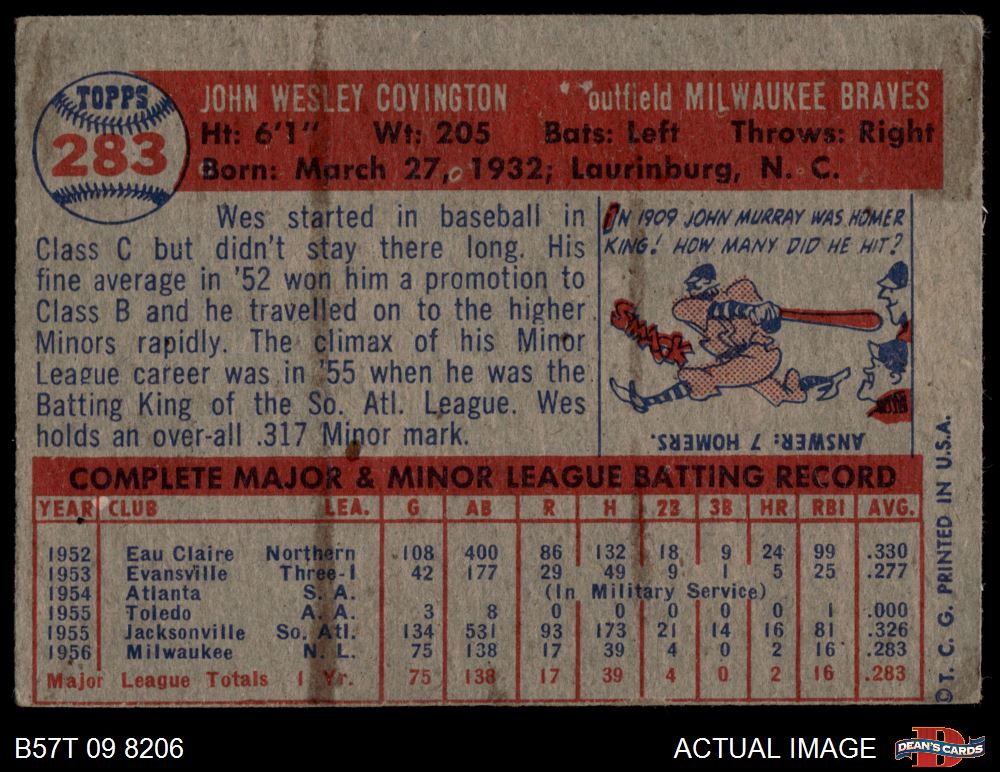 TOPPS
283
JOHN WESLEY COVINGTON outfield MILWAUKEE BRAVES
Ht: 6'1" Wt: 205 Bats: Left Throws: Right
Born: March 27, 1932; Laurinburg, N. C.
Wes started in baseball in
Class C but didn't stay there long. His
fine average in '52 won him a promotion to
Class B and he travelled on to the higher
Minors rapidly. The climax of his Minor
League career was in '55 when he was the
Batting King of the So. Atl. League. Wes
holds an over-all .317 Minor mark.
IN 1909 JOHN MURRAY WAS HOMER
KING! HOW MANY DID HE HIT?
SMACK
ANSWER: 7 HOMERS.
COMPLETE MAJOR & MINOR LEAGUE BATTING RECORD
YEAR CLUB LEA. G AB R H 2B 3B HR RBI AVG.
1952 Eau Claire Northern 108 400 86 132 18 9 24 99 .330
1953 Evansville Three-I 42 177 29 49 9 1 5 25 .277
1954 Atlanta S. A. (In Military Service)
1955 Toledo A. A. 3 8 0 0 0 0 0 1 .000
1955 Jacksonville So. Atl. 134 531 93 173 21 14 16 81 .326
1956 Milwaukee N. L. 75 138 17 39 4 0 2 16 .283
Major League Totals 1 Yr. 75 138 17 39 4 0 2 16 .283
© T. C. G. PRINTED IN U.S.A.
B57T 09 8206
ACTUAL IMAGE
DEAN'S CARDS